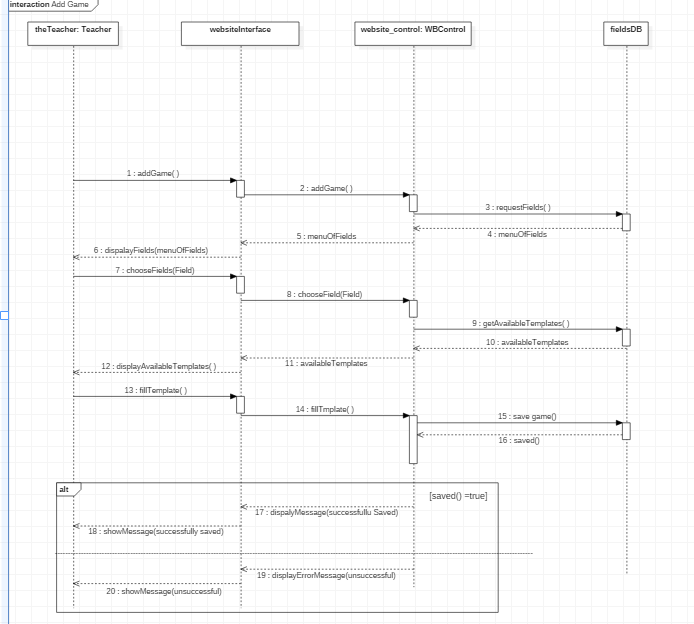 interaction Add Game
theTeacher: Teacher
websiteInterface
website_control: WBControl
fieldsDB
1 : addGame( )
2 : addGame( )
3 : requestFields( )
4 : menuOfFields
5 : menuOfFields
6 : dispalayFields(menuOfFields)
7 : chooseFields(Field)
8 : chooseField(Field)
9 : getAvailableTemplates( )
10 : availableTemplates
11 : availableTemplates
12 : displayAvailableTemplates( )
13 : fillTemplate( )
14 : fillTmplate( )
15 : save game()
16 : saved()
alt
[saved() =true]
17 : dispalyMessage(successfullu Saved)
18 : showMessage(successfully saved)
19 : displayErrorMessage(unsuccessful)
20 : showMessage(unsuccessful)